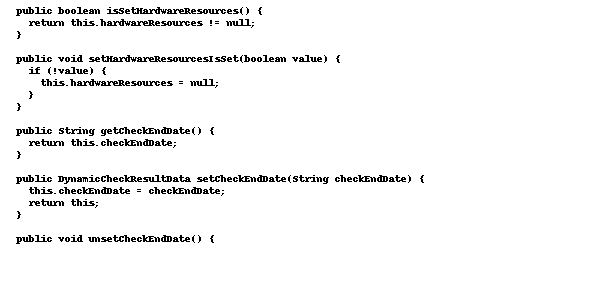 public boolean isSetHardwareResources() {
return this.hardwareResources != null;
}
public void setHardwareResourcesIsSet(boolean value) {
if (!value) {
this.hardwareResources = null;
}
}
public String getCheckEndDate() {
return this.checkEndDate;
}
public DynamicCheckResultData setCheckEndDate(String checkEndDate) {
this.checkEndDate = checkEndDate;
return this;
}
public void unsetCheckEndDate() {